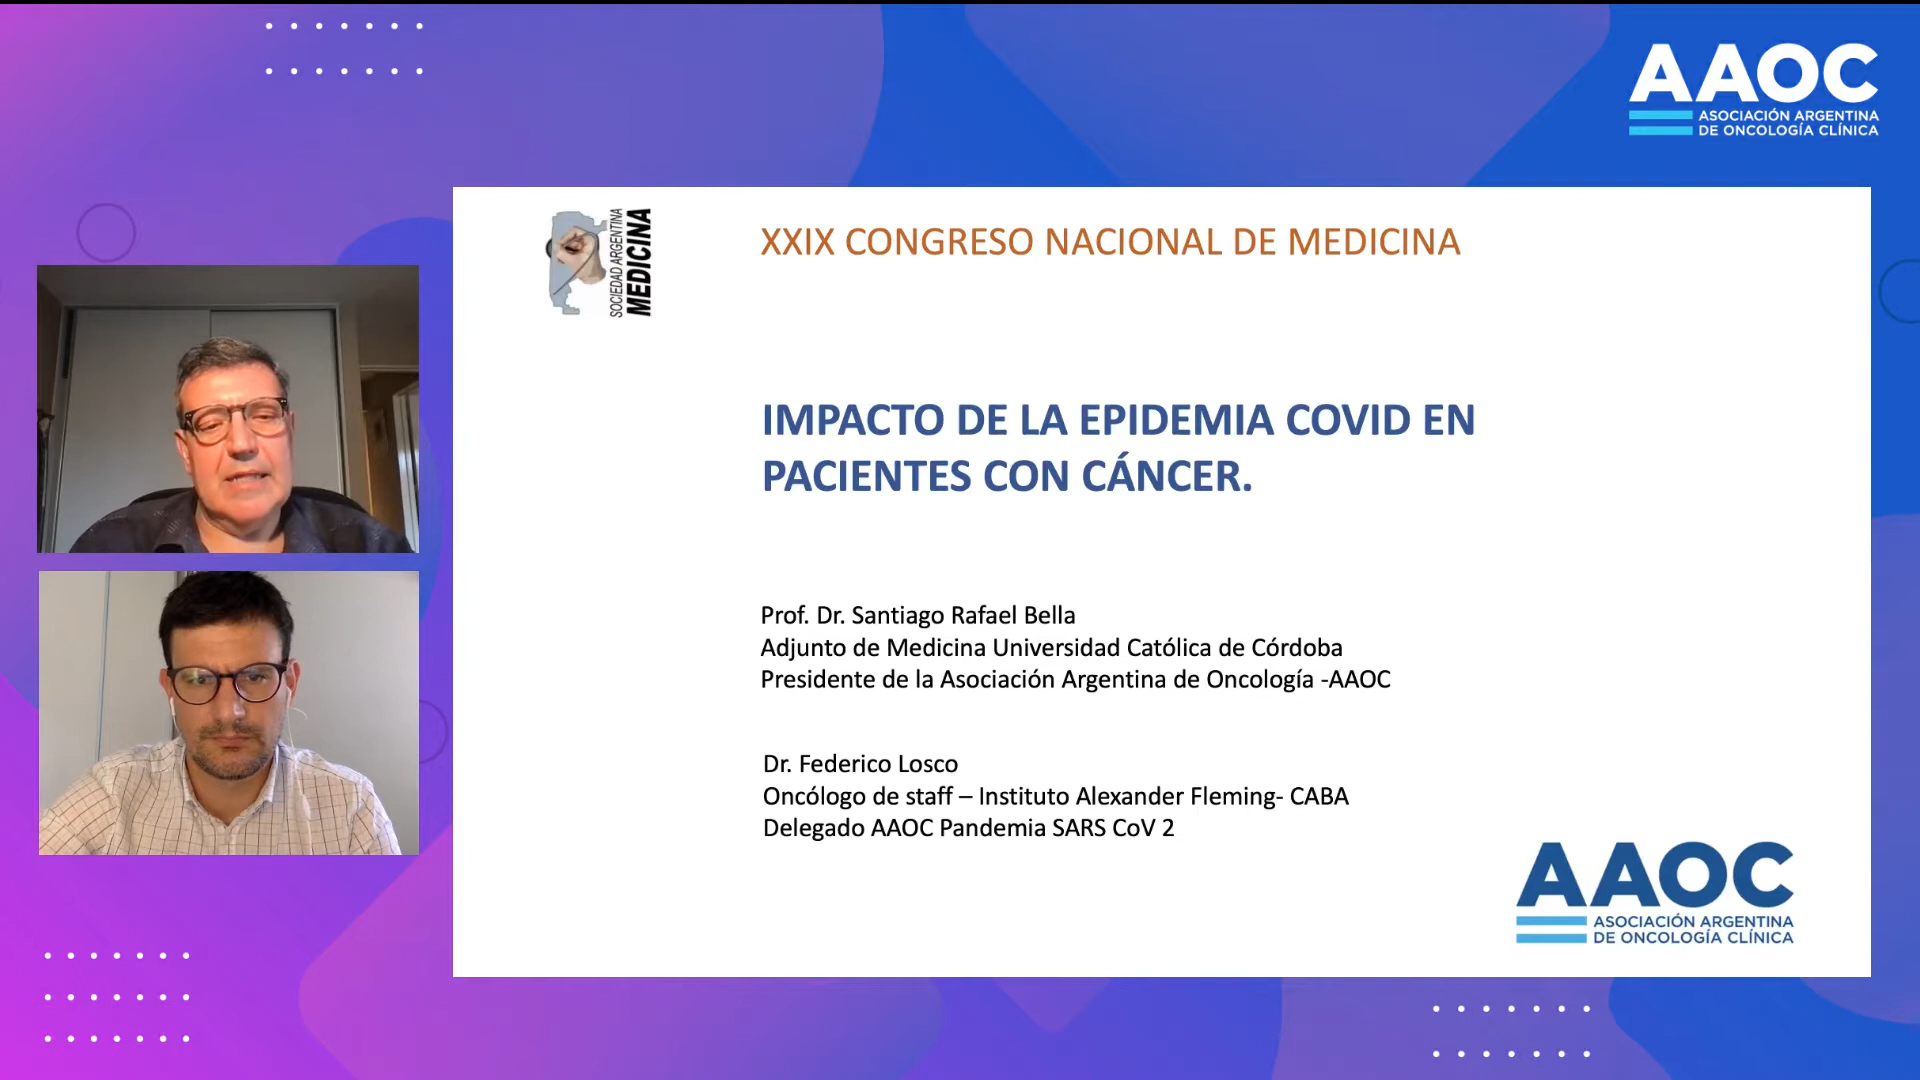 AAOC
ASOCIACIÓN ARGENTINA
DE ONCOLOGÍA CLÍNICA
SOCIEDAD ARGENTINA
MEDICINA
XXIX CONGRESO NACIONAL DE MEDICINA
IMPACTO DE LA EPIDEMIA COVID EN
PACIENTES CON CÁNCER.
Prof. Dr. Santiago Rafael Bella
Adjunto de Medicina Universidad Católica de Córdoba
Presidente de la Asociación Argentina de Oncología -AAOC
Dr. Federico Losco
Oncólogo de staff – Instituto Alexander Fleming- CABA
Delegado AAOC Pandemia SARS CoV 2
AAOC
ASOCIACIÓN ARGENTINA
DE ONCOLOGÍA CLÍNICA